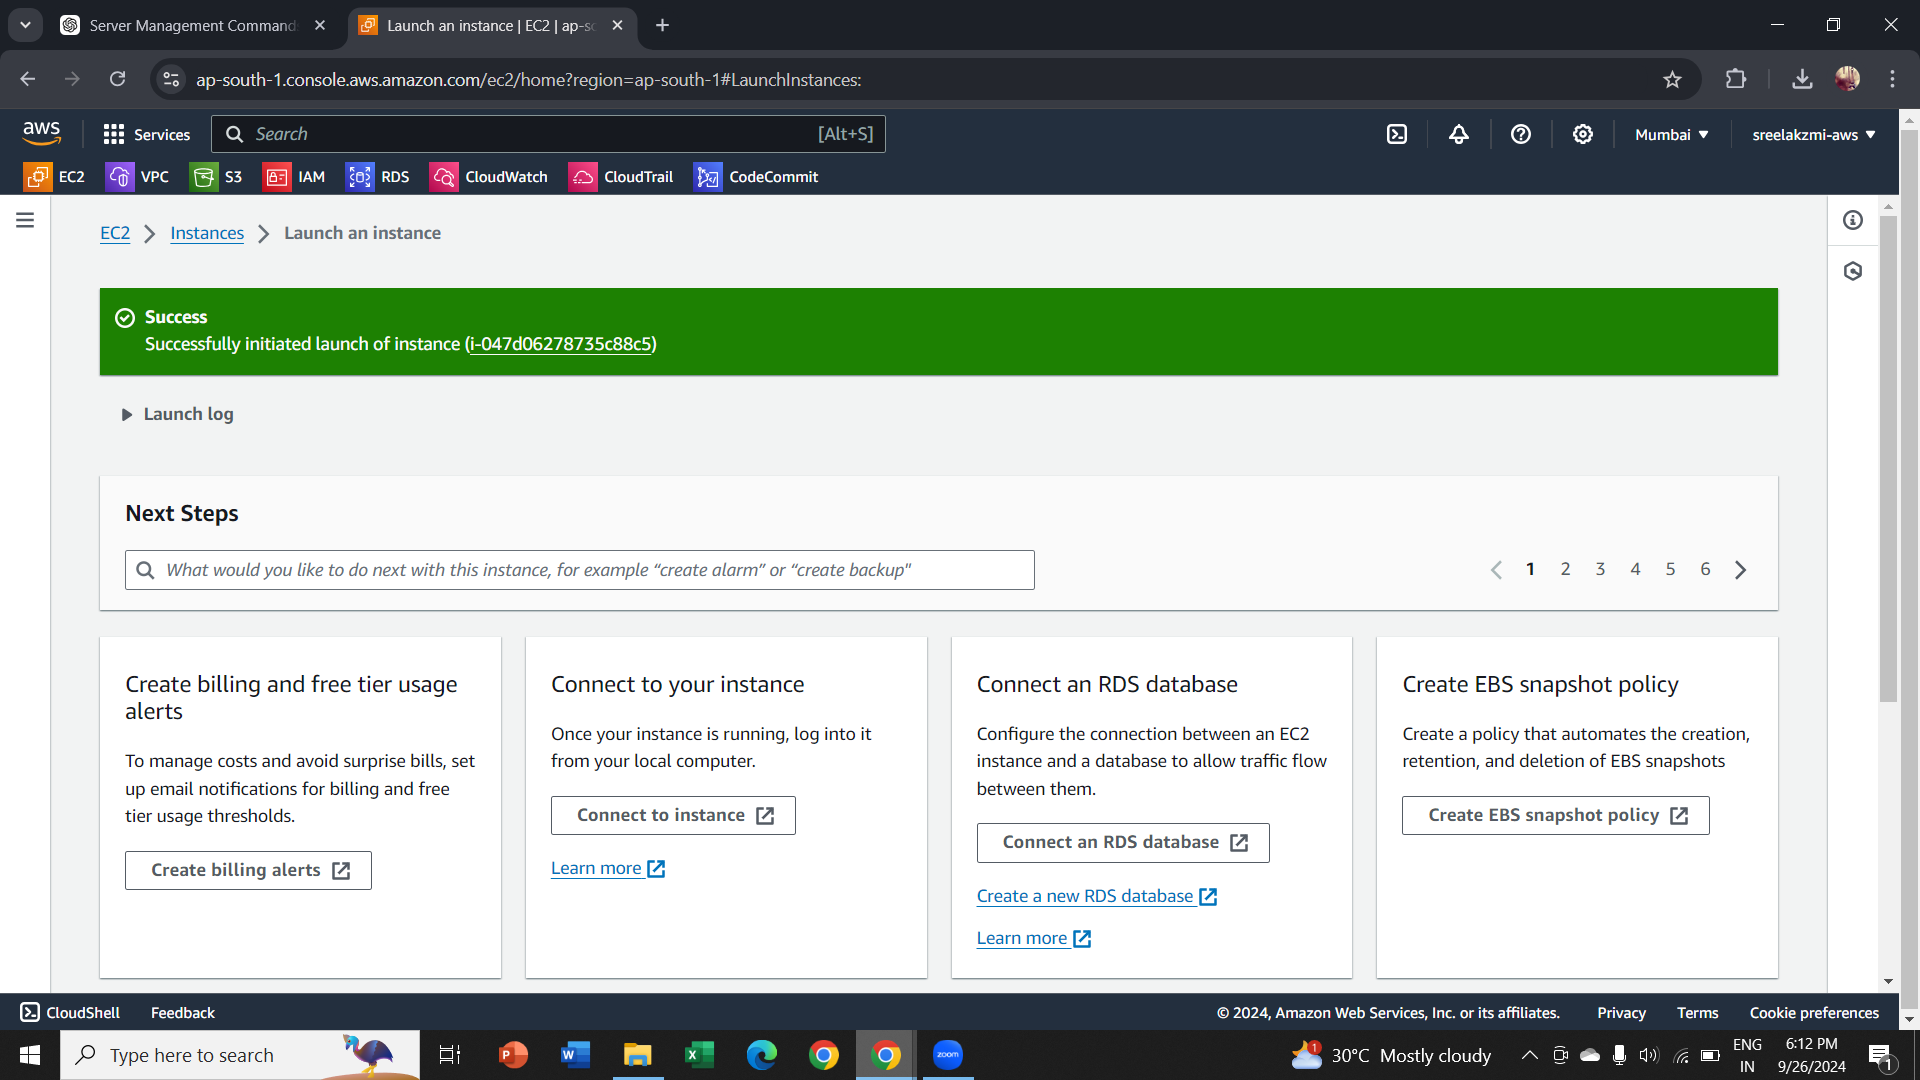 Server Management Command
Launch an instance | EC2 | ap-so
ap-south-1.console.aws.amazon.com/ec2/home?region=ap-south-1#LaunchInstances:
aws
Services
Search
[Alt+S]
Mumbai
sreelakzmi-aws
EC2
VPC
S3
IAM
RDS
CloudWatch
CloudTrail
CodeCommit
EC2
Instances
Launch an instance
Success
Successfully initiated launch of instance (i-047d06278735c88c5)
Launch log
Next Steps
What would you like to do next with this instance, for example “create alarm” or “create backup"
1 2 3 4 5 6
Create billing and free tier usage
alerts
To manage costs and avoid surprise bills, set
up email notifications for billing and free
tier usage thresholds.
Create billing alerts
Connect to your instance
Once your instance is running, log into it
from your local computer.
Connect to instance
Learn more
Connect an RDS database
Configure the connection between an EC2
instance and a database to allow traffic flow
between them.
Connect an RDS database
Create a new RDS database
Learn more
Create EBS snapshot policy
Create a policy that automates the creation,
retention, and deletion of EBS snapshots
Create EBS snapshot policy
CloudShell
Feedback
© 2024, Amazon Web Services, Inc. or its affiliates.
Privacy
Terms
Cookie preferences
Type here to search
zoom
1
30°C Mostly cloudy
ENG
IN
6:12 PM
9/26/2024
1